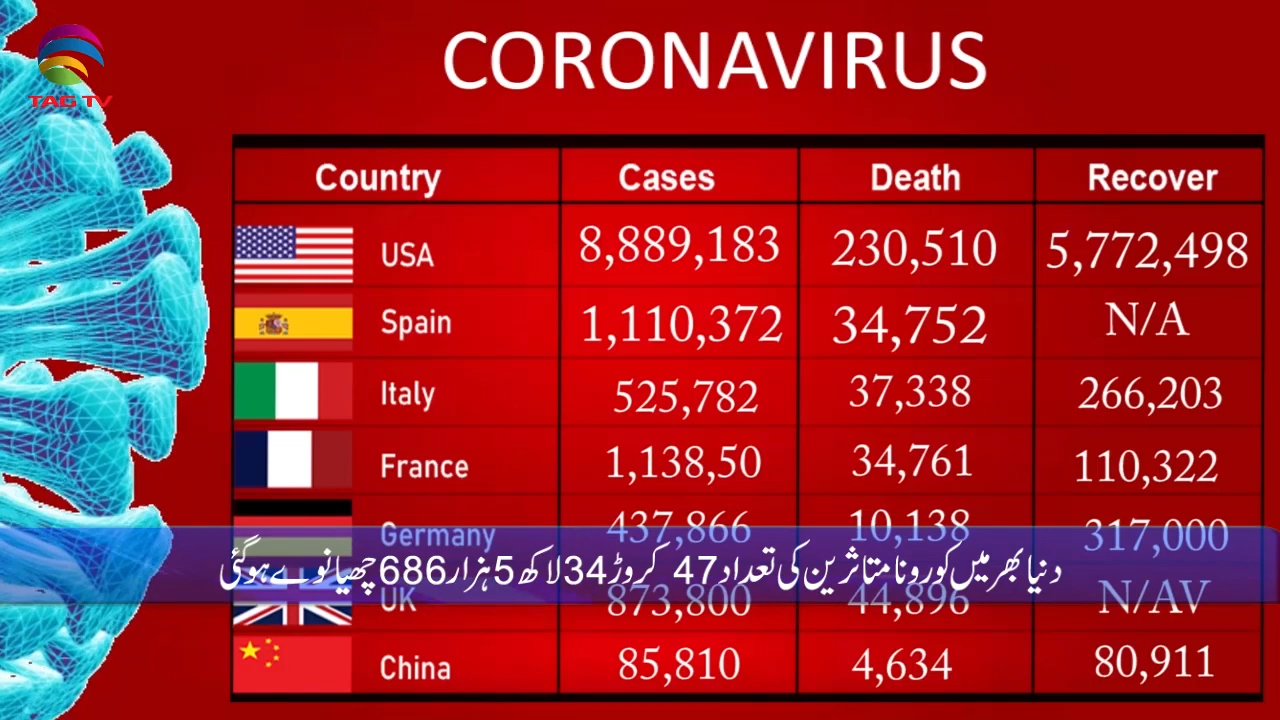 TAG TV
CORONAVIRUS
Country Cases Death Recover
USA 8,889,183 230,510 5,772,498
Spain 1,110,372 34,752 N/A
Italy 525,782 37,338 266,203
France 1,138,50 34,761 110,322
Germany 437,866 10,138 317,000
دنیا بھر میں کورونا متاثرین کی تعداد 47 کروڑ 34 لاکھ 5 ہزار 686 چھیانوے ہو گئی
UK 873,800 44,896 N/AV
China 85,810 4,634 80,911